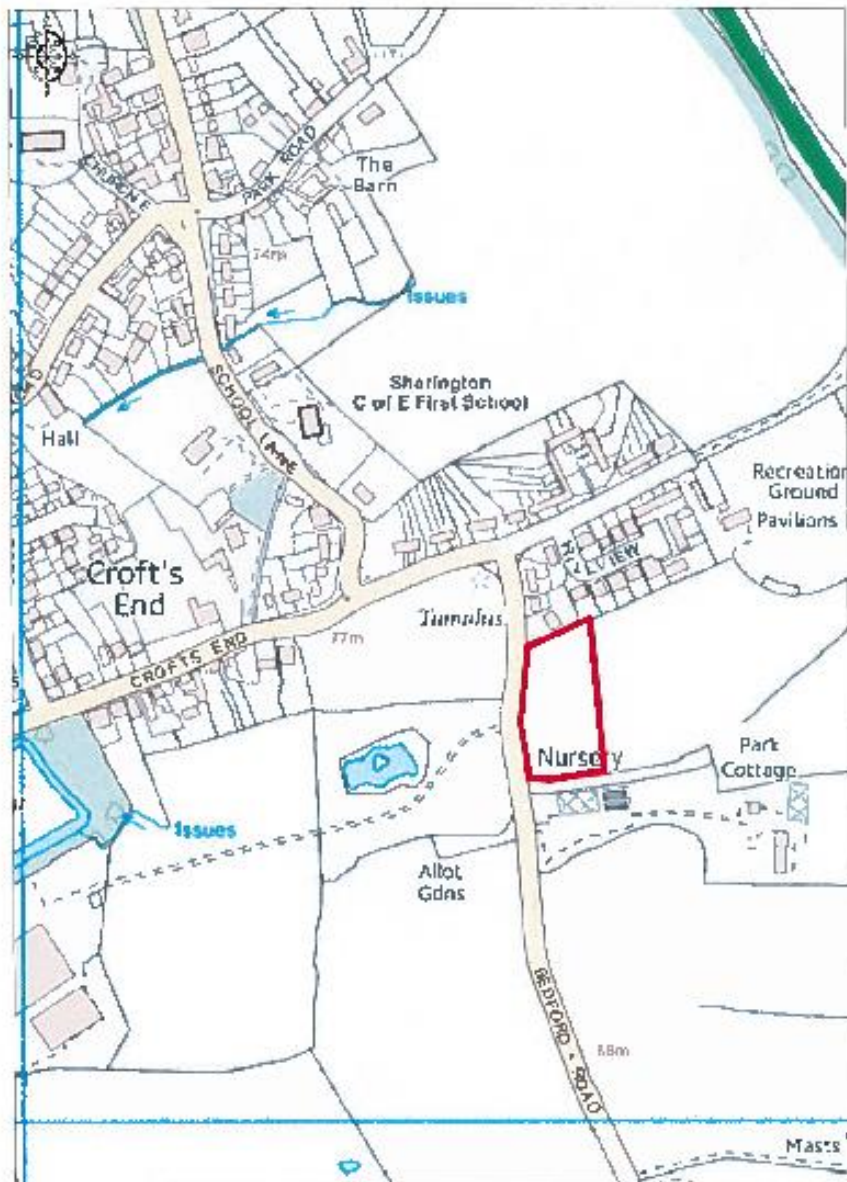 PARK ROAD
The
Barn
74m
Issues
SCHOOL LANE
Sherington
C of E First School
Hall
Recreation
Ground
Pavilions
Croft's
End
Tumulus
77m
CROFTS END
Nursery
Park
Cottage
Issues
Allot
Gdns
BEDFORD ROAD
88m
Masts